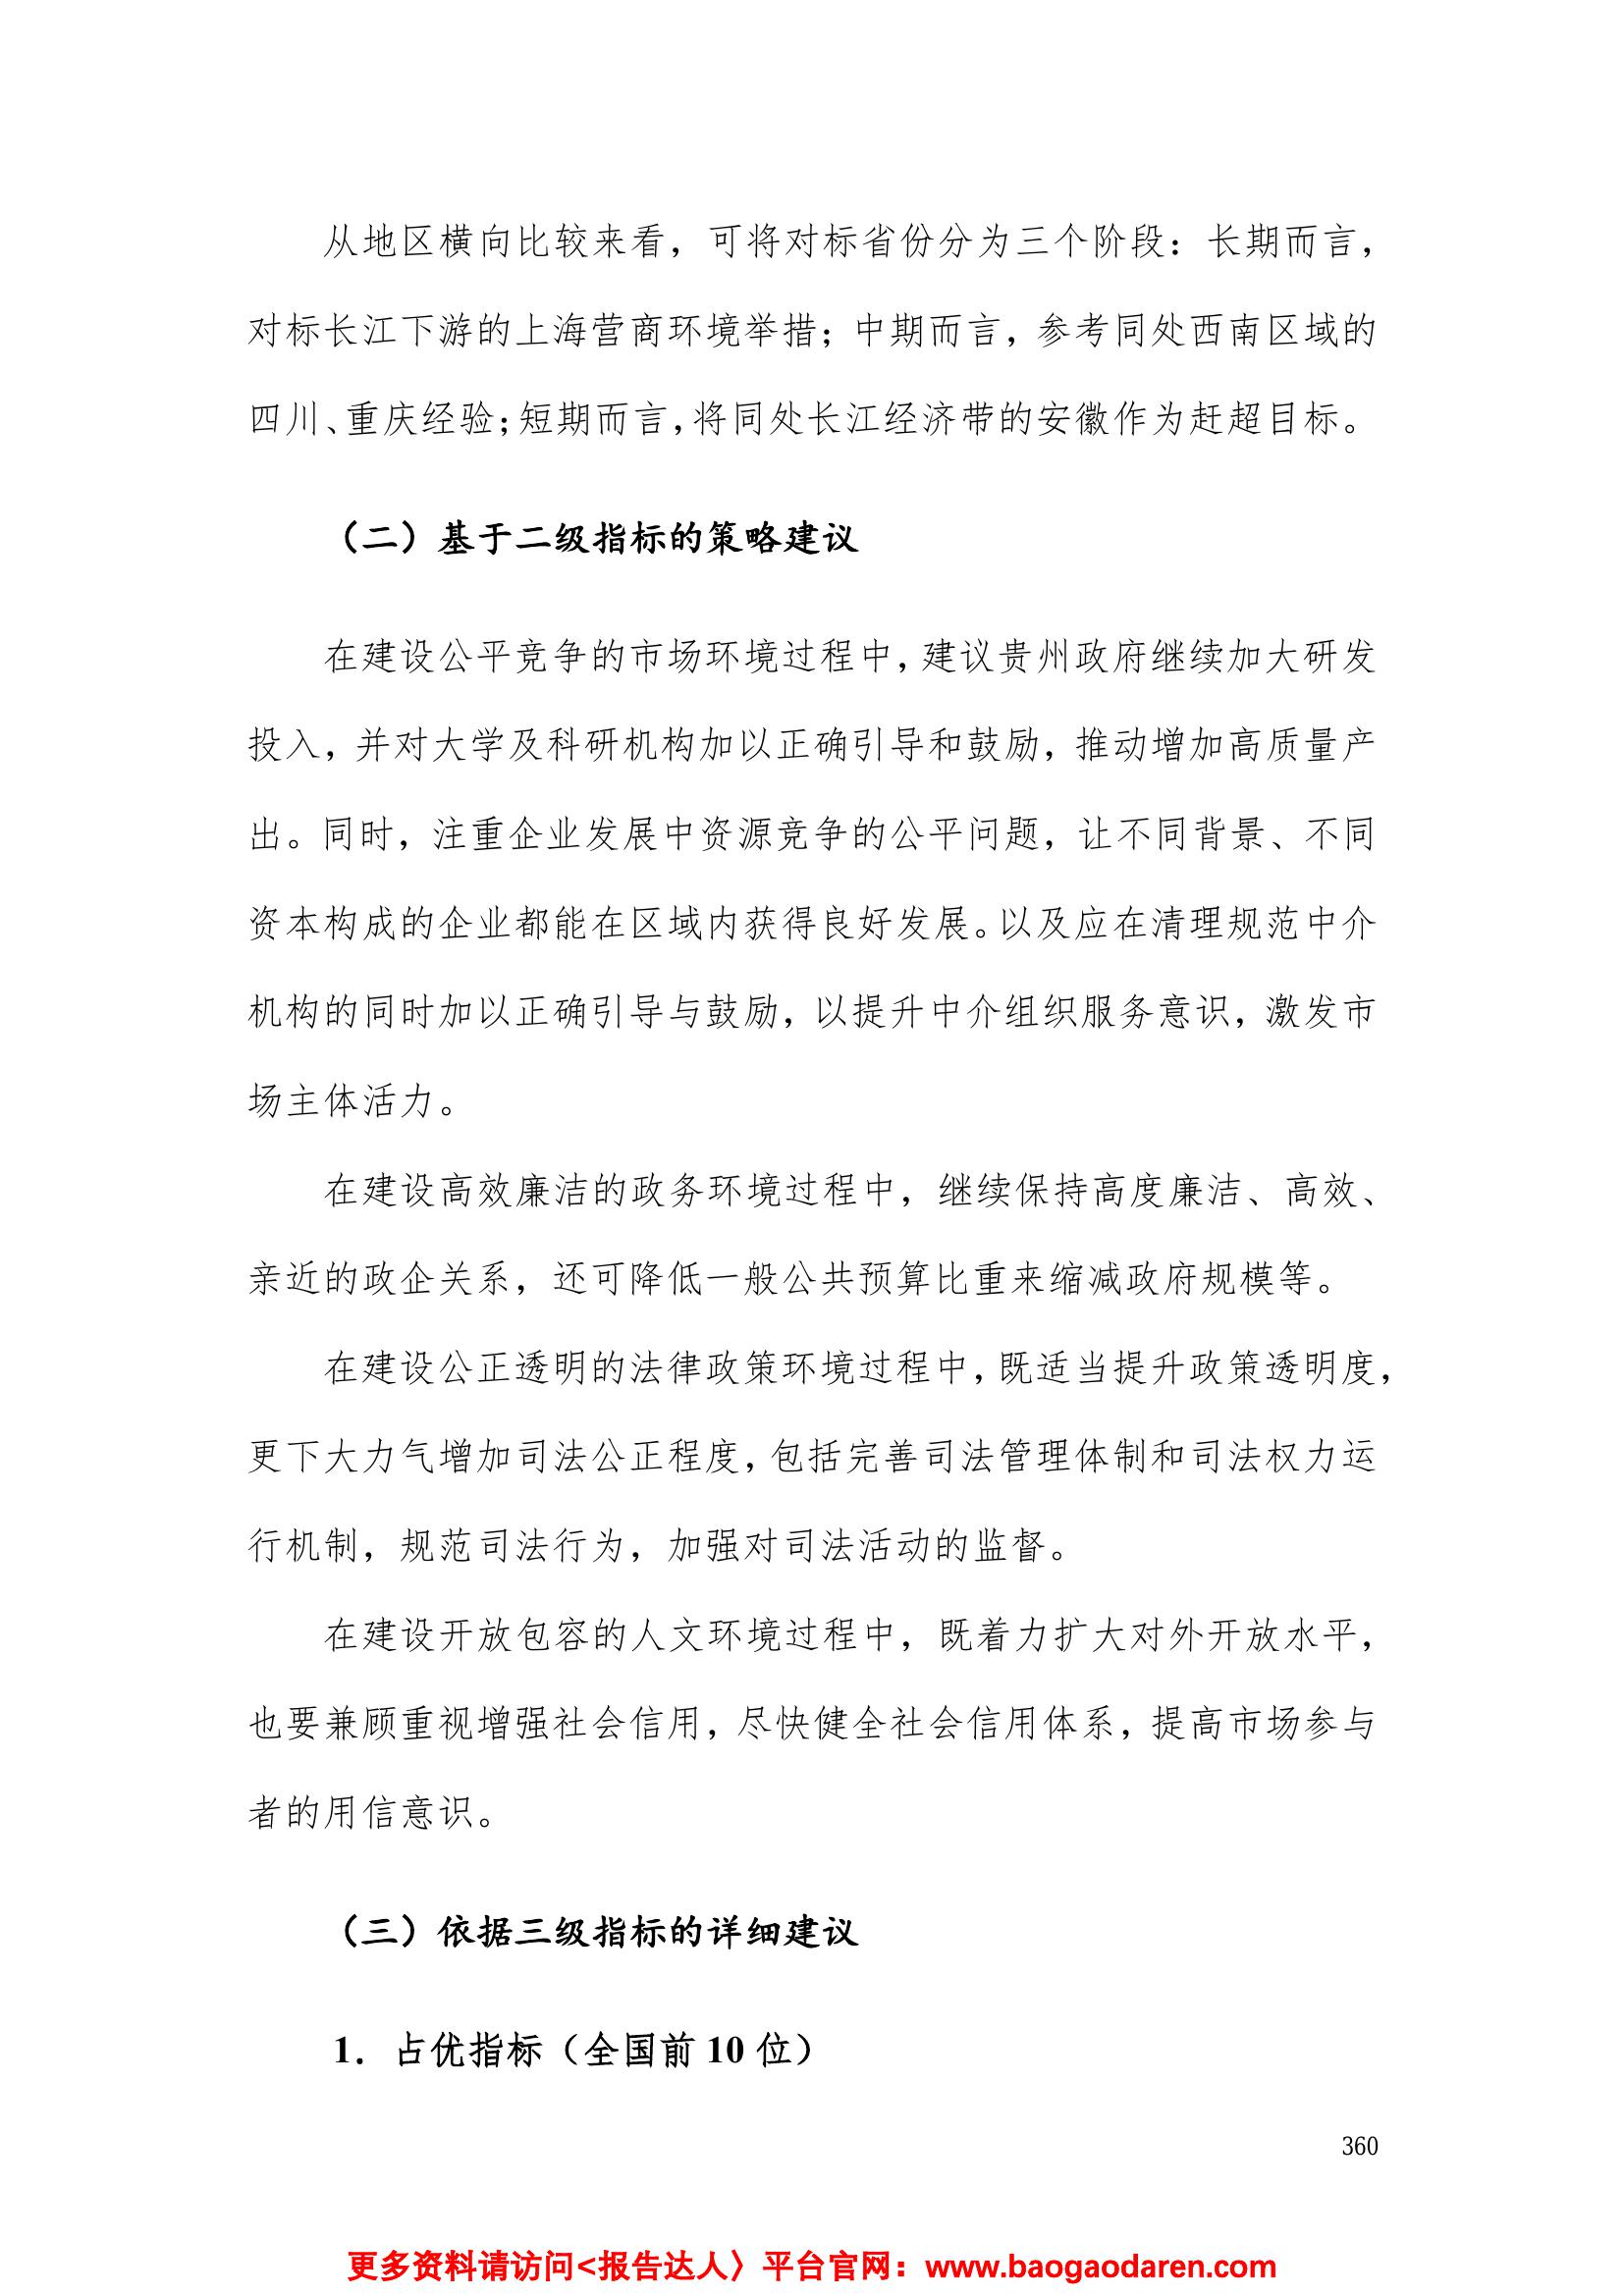 从地区横向比较来看，可将对标省份分为三个阶段：长期而言，
对标长江下游的上海营商环境举措；中期而言，参考同处西南区域的
四川、重庆经验；短期而言，将同处长江经济带的安徽作为赶超目标。
（二）基于二级指标的策略建议
在建设公平竞争的市场环境过程中，建议贵州政府继续加大研发
投入，并对大学及科研机构加以正确引导和鼓励，推动增加高质量产
出。同时，注重企业发展中资源竞争的公平问题，让不同背景、不同
资本构成的企业都能在区域内获得良好发展。以及应在清理规范中介
机构的同时加以正确引导与鼓励，以提升中介组织服务意识，激发市
场主体活力。
在建设高效廉洁的政务环境过程中，继续保持高度廉洁、高效、
亲近的政企关系，还可降低一般公共预算比重来缩减政府规模等。
在建设公正透明的法律政策环境过程中，既适当提升政策透明度，
更下大力气增加司法公正程度，包括完善司法管理体制和司法权力运
行机制，规范司法行为，加强对司法活动的监督。
在建设开放包容的人文环境过程中，既着力扩大对外开放水平，
也要兼顾重视增强社会信用，尽快健全社会信用体系，提高市场参与
者的用信意识。
（三）依据三级指标的详细建议
1．占优指标（全国前 10 位）
360
更多资料请访问<报告达人〉平台官网：www.baogaodaren.com